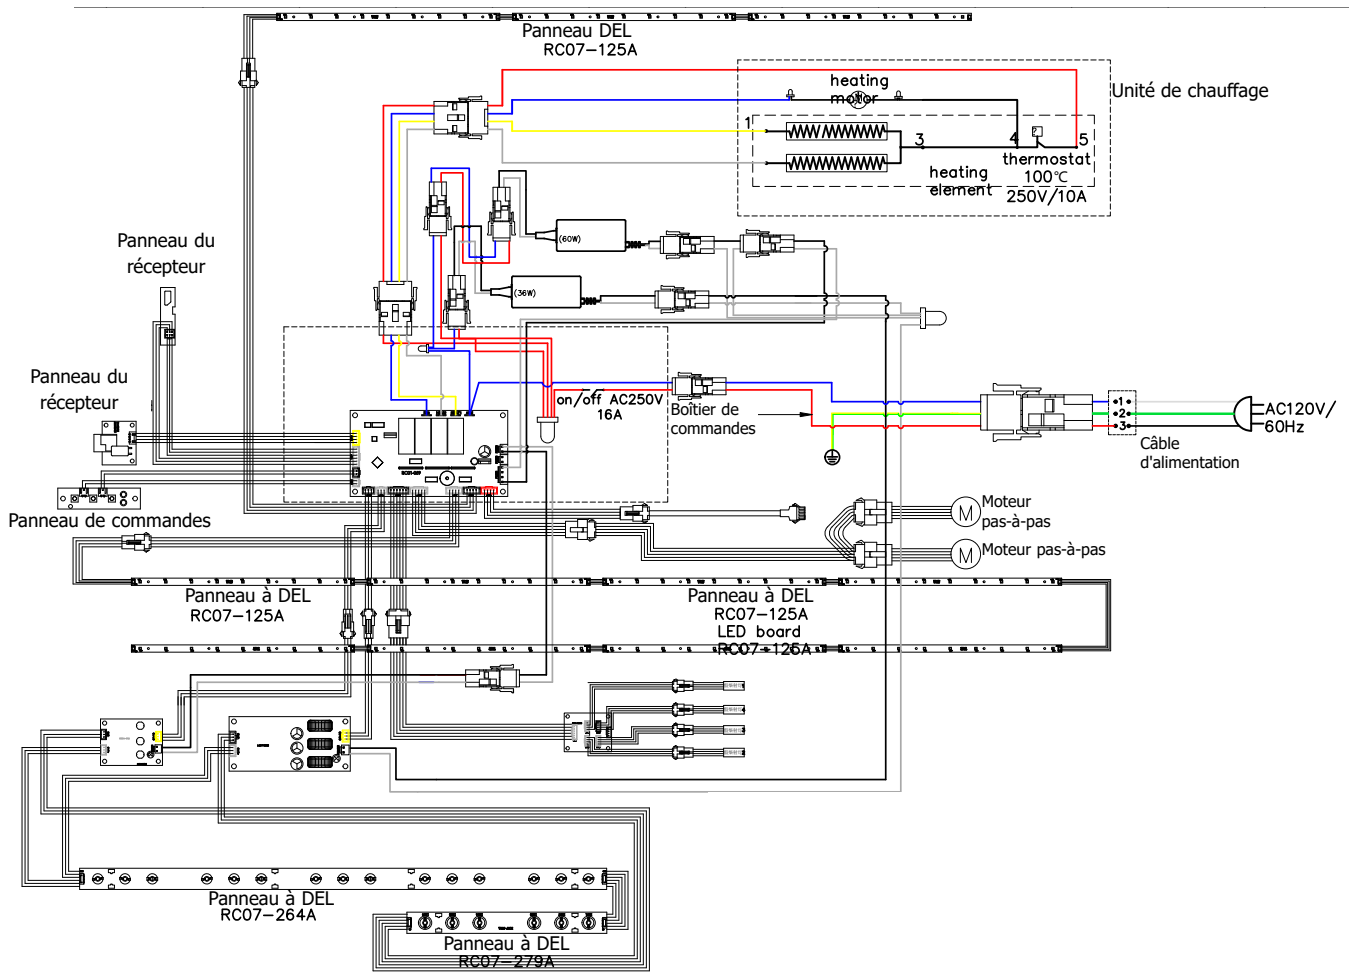 Panneau DEL
RC07-125A
heating
motor
Unité de chauffage
1
3
4
5
thermostat
100℃
250V/10A
heating
element
(60W)
(36W)
Panneau du
récepteur
Panneau du
récepteur
on/off AC250V
16A
Boîtier de
commandes
1
2
3
AC120V/
60Hz
Câble
d'alimentation
Panneau de commandes
M
Moteur
pas-à-pas
M
Moteur pas-à-pas
Panneau à DEL
RC07-125A
Panneau à DEL
RC07-125A
LED board
RC07-125A
Panneau à DEL
RC07-264A
Panneau à DEL
RC07-279A